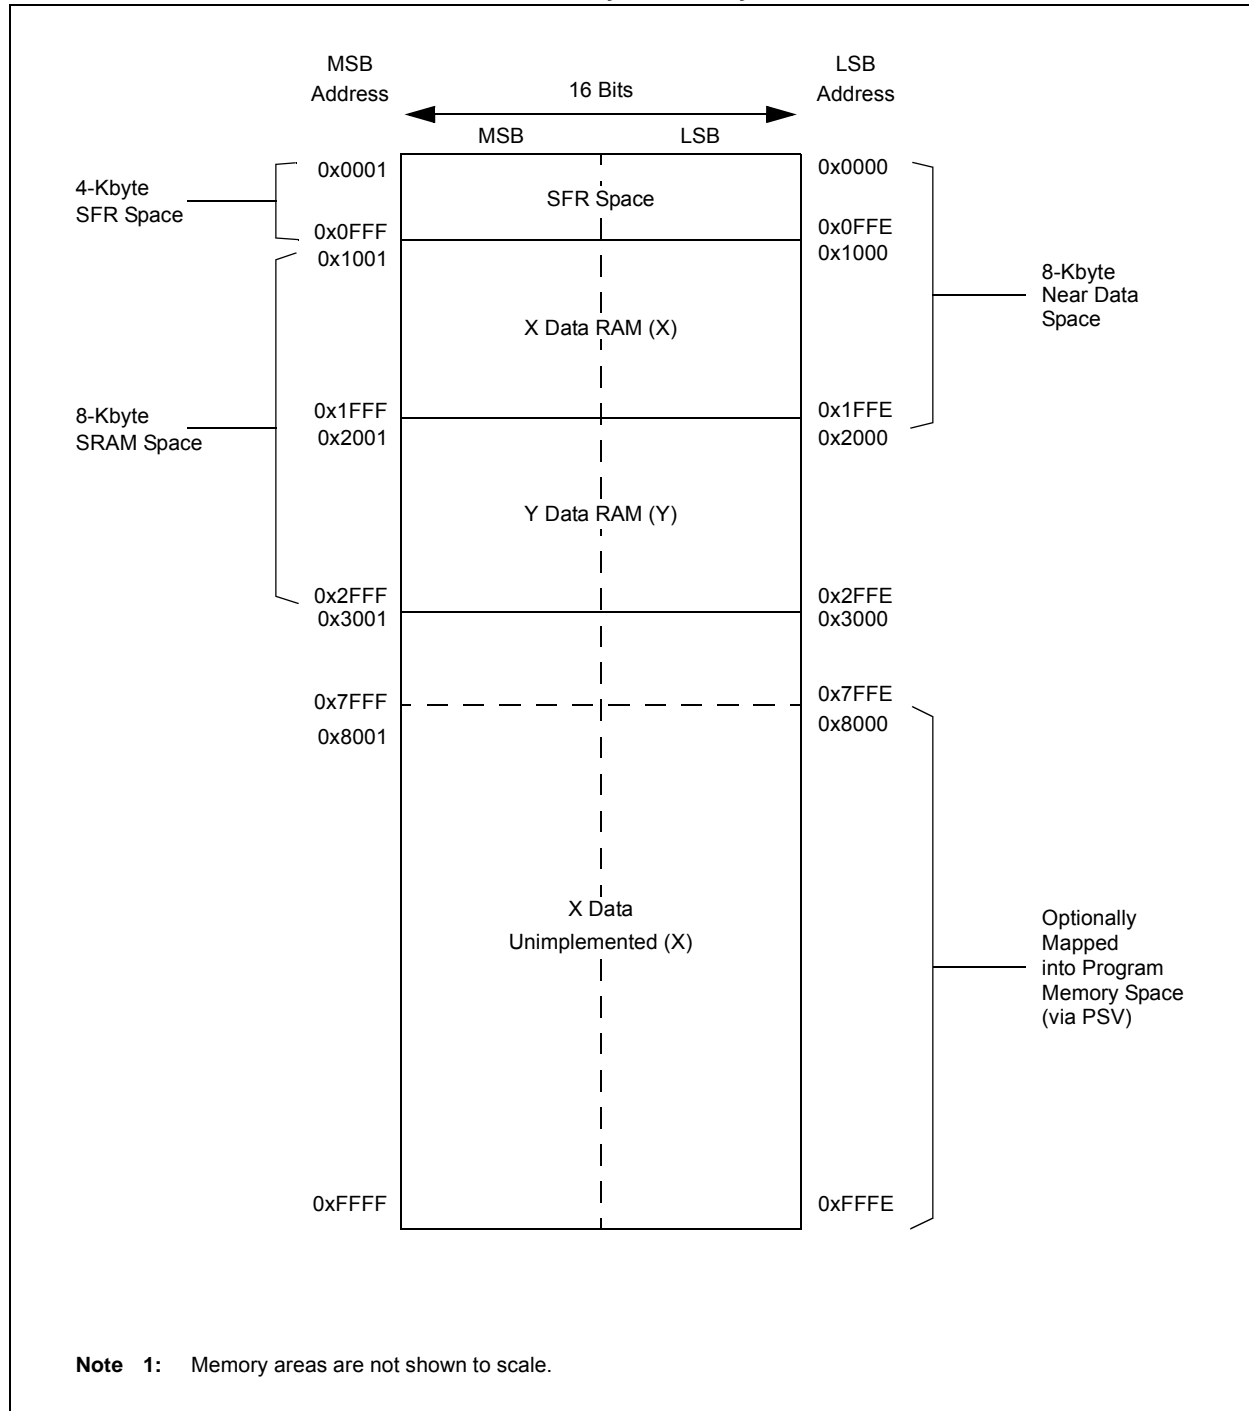 MSB
Address
16 Bits
LSB
Address
MSB
LSB
0x0001
0x0000
4-Kbyte
SFR Space
SFR Space
0x0FFF
0x0FFE
0x1001
0x1000
8-Kbyte
Near Data
Space
X Data RAM (X)
8-Kbyte
SRAM Space
0x1FFF
0x1FFE
0x2001
0x2000
Y Data RAM (Y)
0x2FFF
0x2FFE
0x3001
0x3000
0x7FFF
0x7FFE
0x8001
0x8000
X Data
Unimplemented (X)
Optionally
Mapped
into Program
Memory Space
(via PSV)
0xFFFF
0xFFFE
Note 1: Memory areas are not shown to scale.